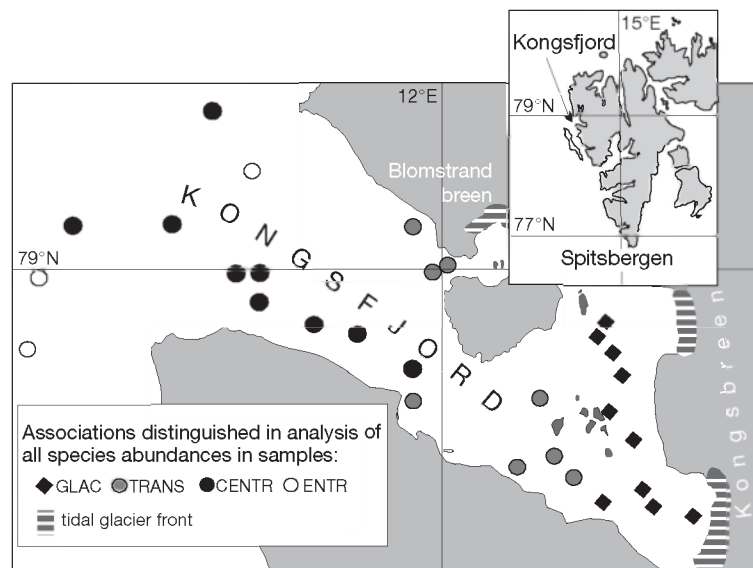 15°E
Kongsfjord
79°N
77°N
Spitsbergen
12°E
Blomstrand
breen
KONGSFJORD
79°N
Kongsbreen
Associations distinguished in analysis of
all species abundances in samples:
GLAC TRANS CENTR ENTR
tidal glacier front